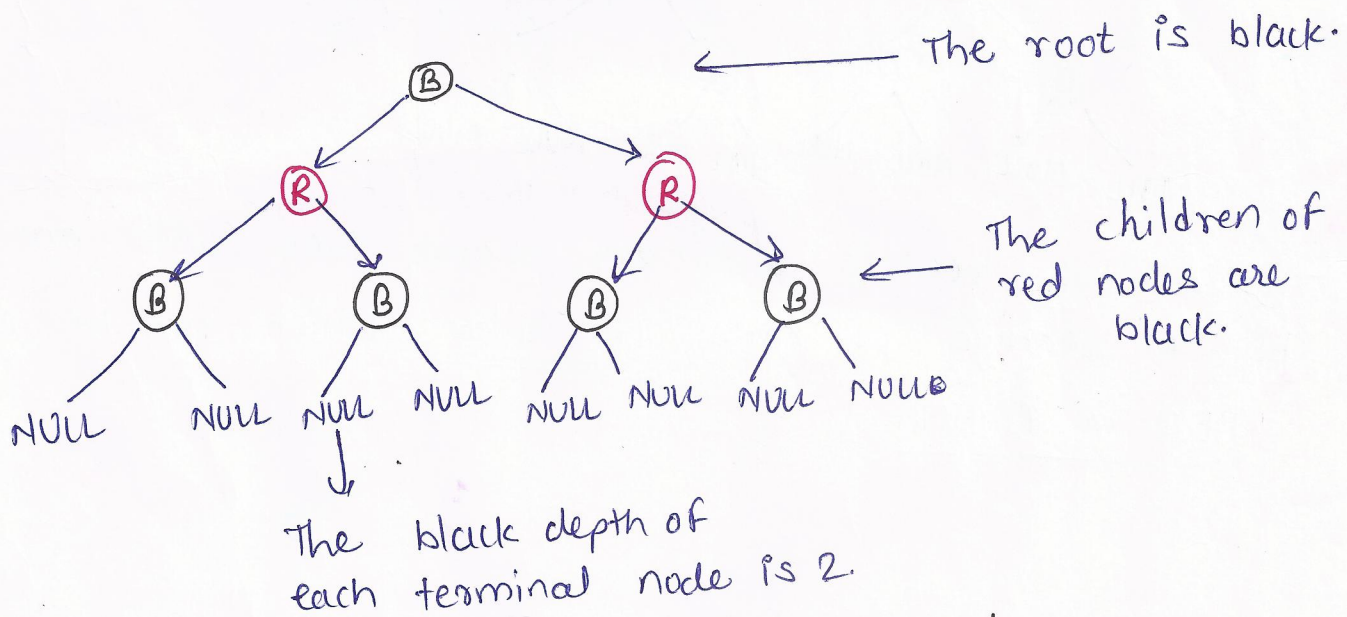 The root is black.
B
R
R
The children of
red nodes are
black.
B
B
B
B
NULL
NULL
NULL
NULL
NULL
NULL
NULL
NULL
The black depth of
each terminal node is 2.